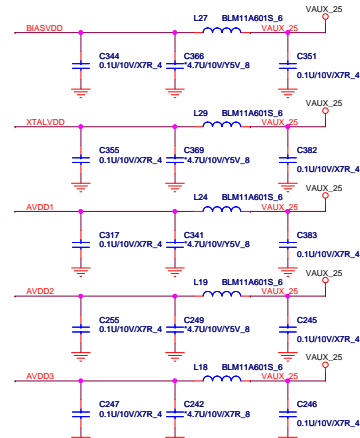 VAUX_25
L27 BLM11A601S_6
BIASVDD VAUX_25
C344 C366 C351
0.1U/10V/X7R_4 *4.7U/10V/Y5V_8 0.1U/10V/X7R_4
VAUX_25
L29 BLM11A601S_6
XTALVDD VAUX_25
C355 C369 C382
0.1U/10V/X7R_4 *4.7U/10V/Y5V_8 0.1U/10V/X7R_4
VAUX_25
L24 BLM11A601S_6
AVDD1 VAUX_25
C317 C341 C383
0.1U/10V/X7R_4 *4.7U/10V/Y5V_8 0.1U/10V/X7R_4
VAUX_25
L19 BLM11A601S_6
AVDD2 VAUX_25
C255 C249 C245
0.1U/10V/X7R_4 *4.7U/10V/Y5V_8 0.1U/10V/X7R_4
VAUX_25
L18 BLM11A601S_6
AVDD3 VAUX_25
C247 C242 C246
0.1U/10V/X7R_4 *4.7U/10V/X7R_8 0.1U/10V/X7R_4